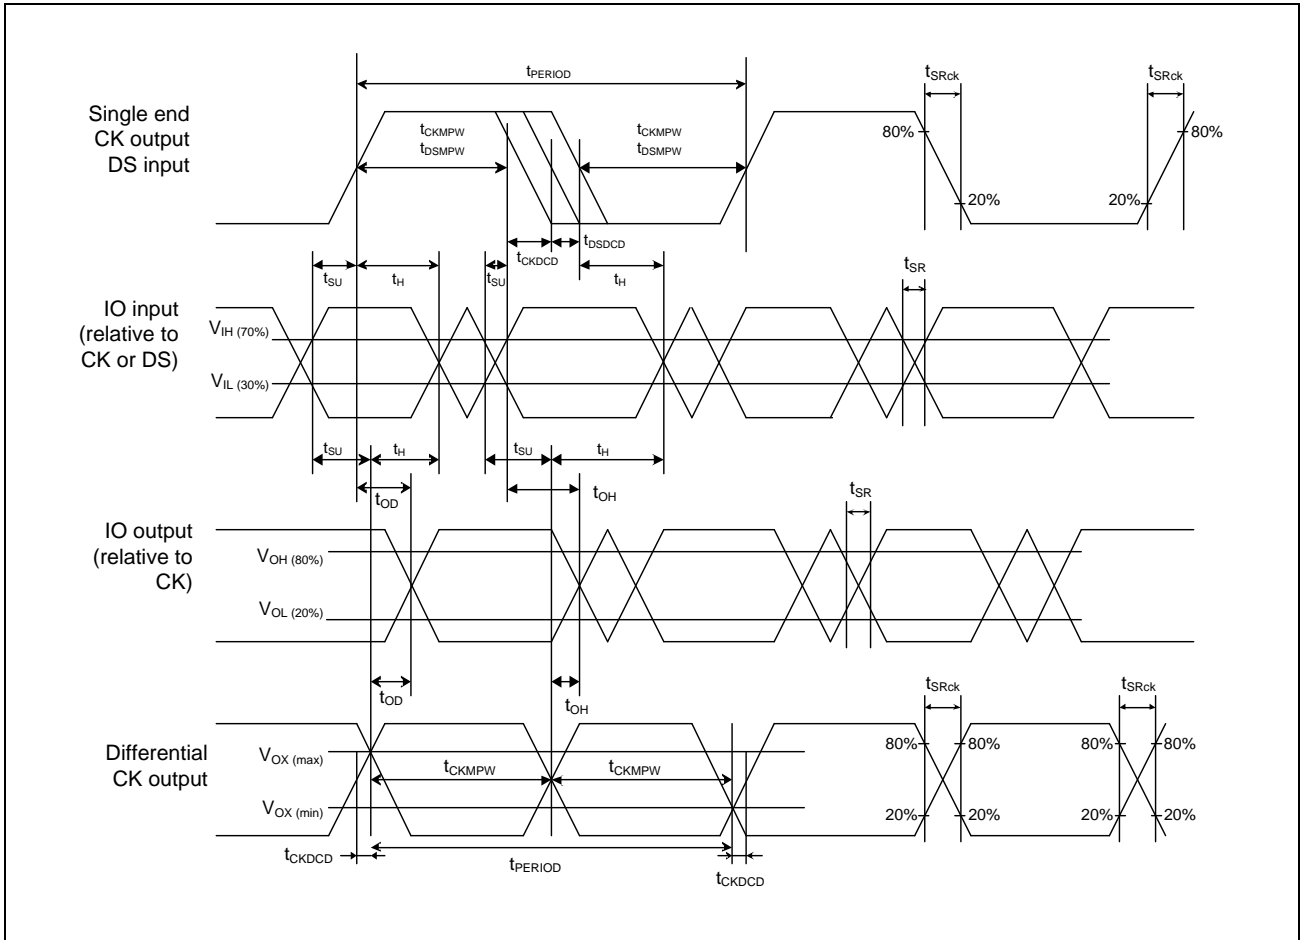 tPERIOD
tSRck
tSRck
Single end
CK output
DS input
tCKMPW
tDSMPW
tCKMPW
tDSMPW
80%
80%
20%
20%
tCKDCD
tDSDCD
tSU
tH
tSU
tH
tSR
IO input
(relative to
CK or DS)
VIH (70%)
VIL (30%)
tSU
tH
tSU
tH
tOD
tOH
tSR
IO output
(relative to
CK)
VOH (80%)
VOL (20%)
tOD
tOH
tSRck
tSRck
Differential
CK output
VOX (max)
VOX (min)
tCKMPW
tCKMPW
80%
80%
80%
80%
20%
20%
20%
20%
tCKDCD
tPERIOD
tCKDCD